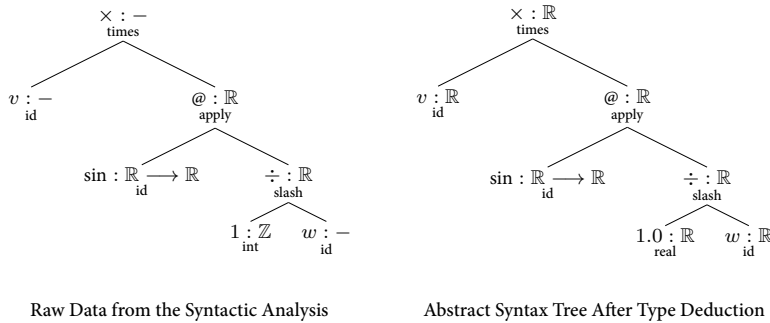 × : − × : ℝ
times times
v : − @ : ℝ v : ℝ @ : ℝ
id apply id apply
sin : ℝ ⟶ ℝ ÷ : ℝ sin : ℝ ⟶ ℝ ÷ : ℝ
id slash id slash
1 : ℤ w : − 1.0 : ℝ w : ℝ
int id real id
Raw Data from the Syntactic Analysis Abstract Syntax Tree After Type Deduction